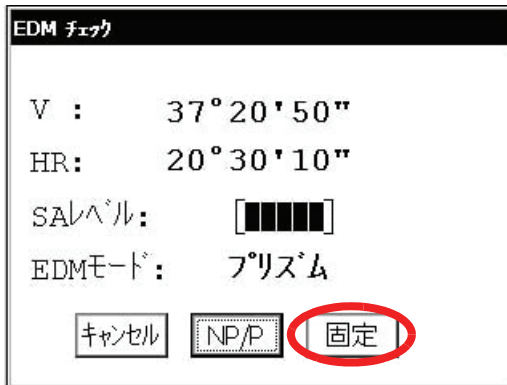 EDM ﾁｪｯｸ
V : 37°20'50"
HR: 20°30'10"
SAﾚﾍﾞﾙ: [█████]
EDMﾓｰﾄﾞ: ﾌﾟﾘｽﾞﾑ
ｷｬﾝｾﾙ NP/P 固定